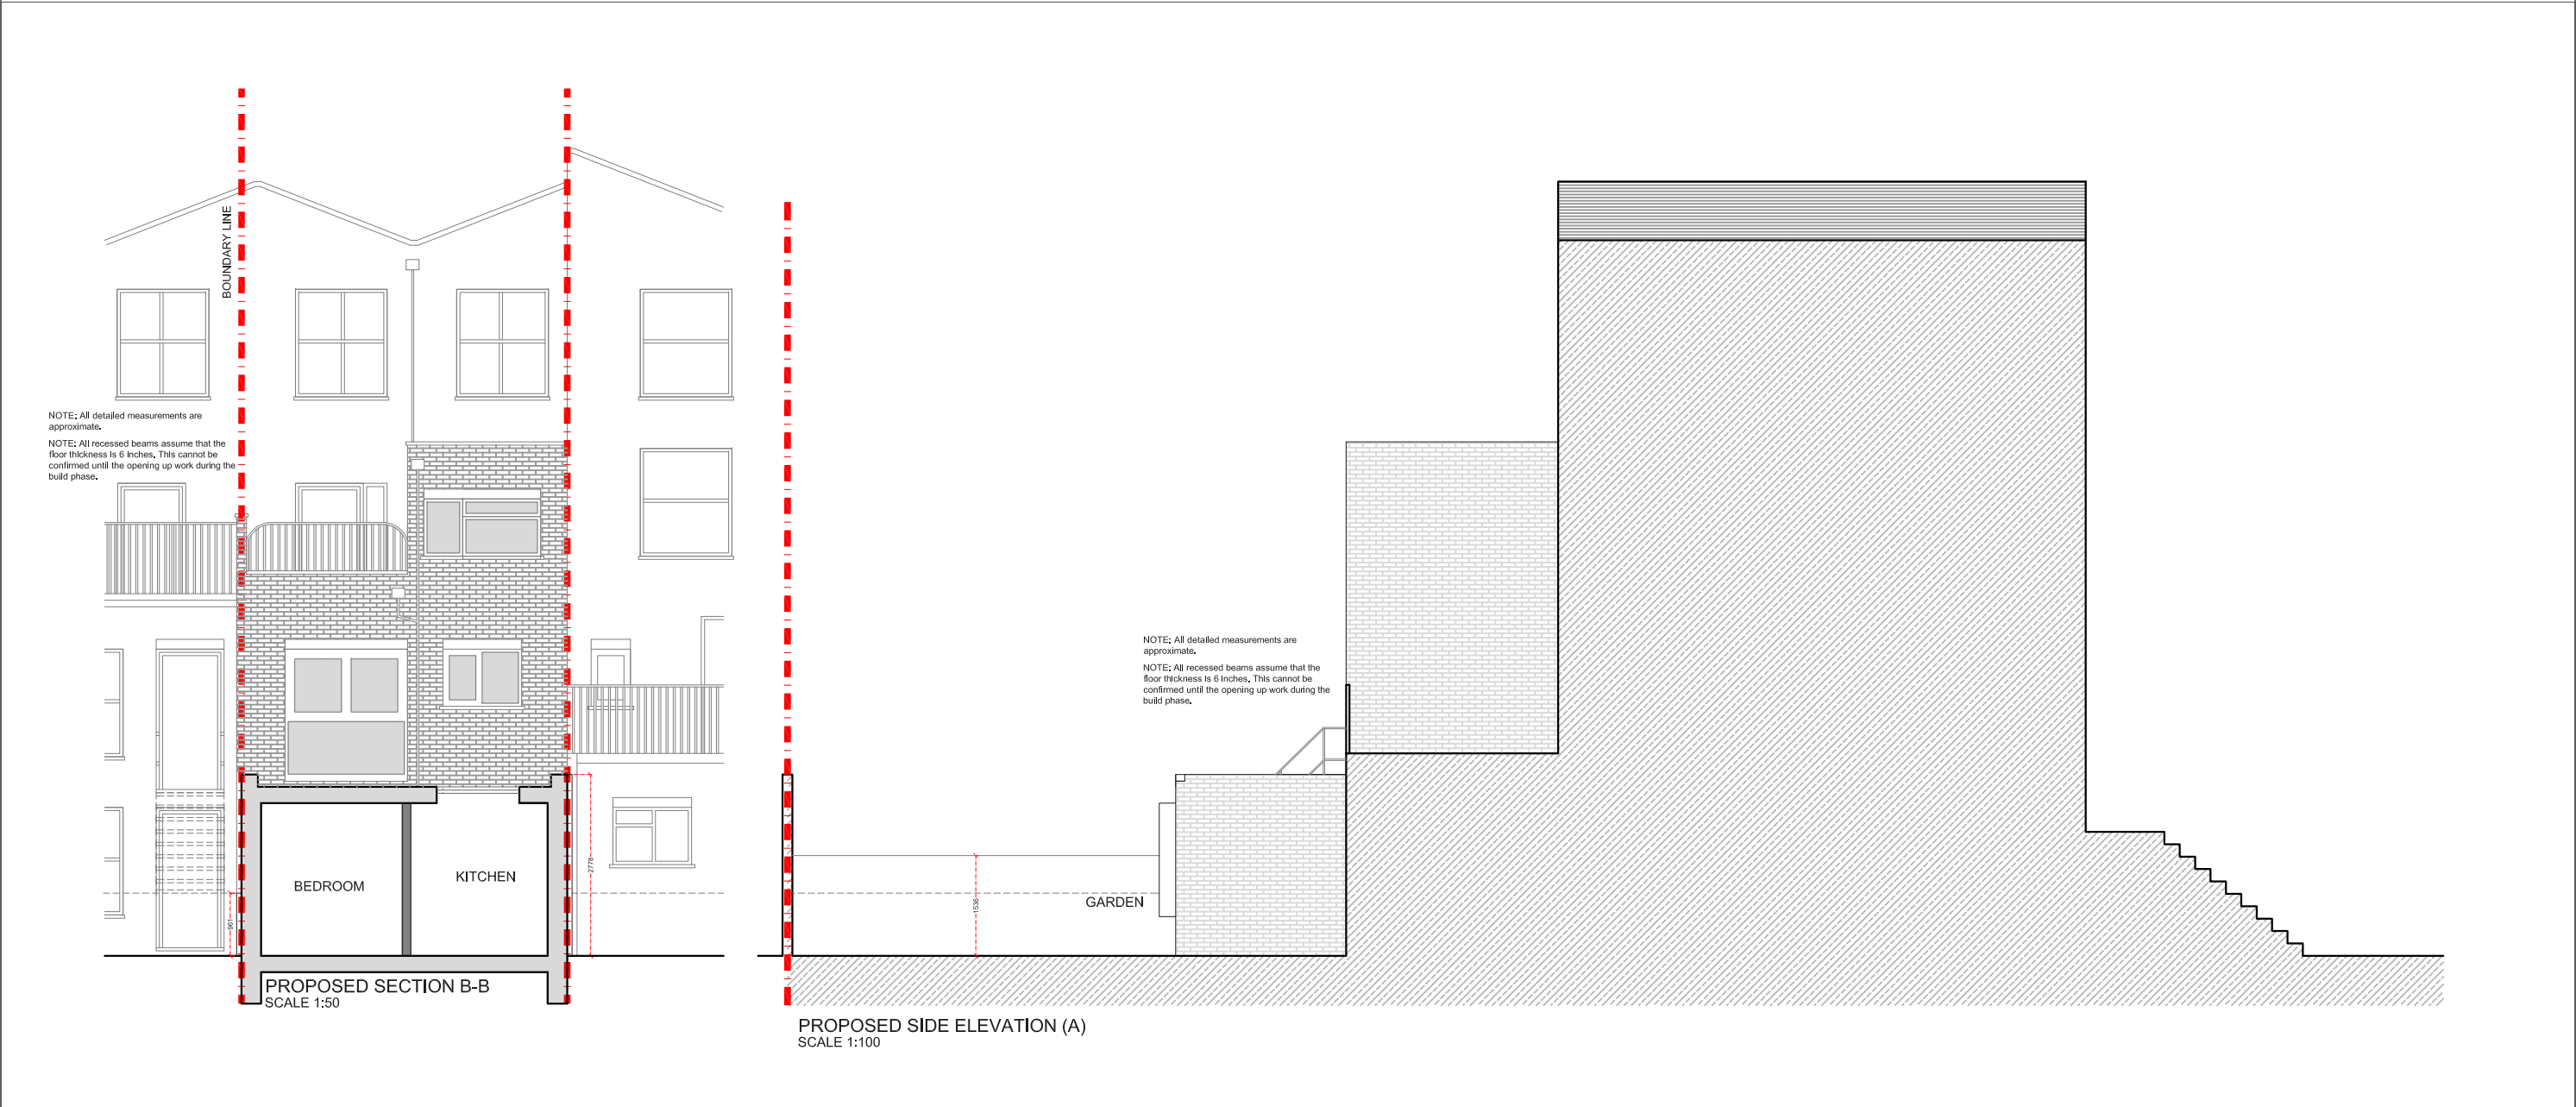 BOUNDARY LINE
NOTE: All detailed measurements are
approximate.
NOTE: All recessed beams assume that the
floor thickness is 6 inches. This cannot be
confirmed until the opening up work during the
build phase.
BEDROOM
KITCHEN
961
2778
PROPOSED SECTION B-B
SCALE 1:50
NOTE: All detailed measurements are
approximate.
NOTE: All recessed beams assume that the
floor thickness is 6 inches. This cannot be
confirmed until the opening up work during the
build phase.
GARDEN
1536
PROPOSED SIDE ELEVATION (A)
SCALE 1:100